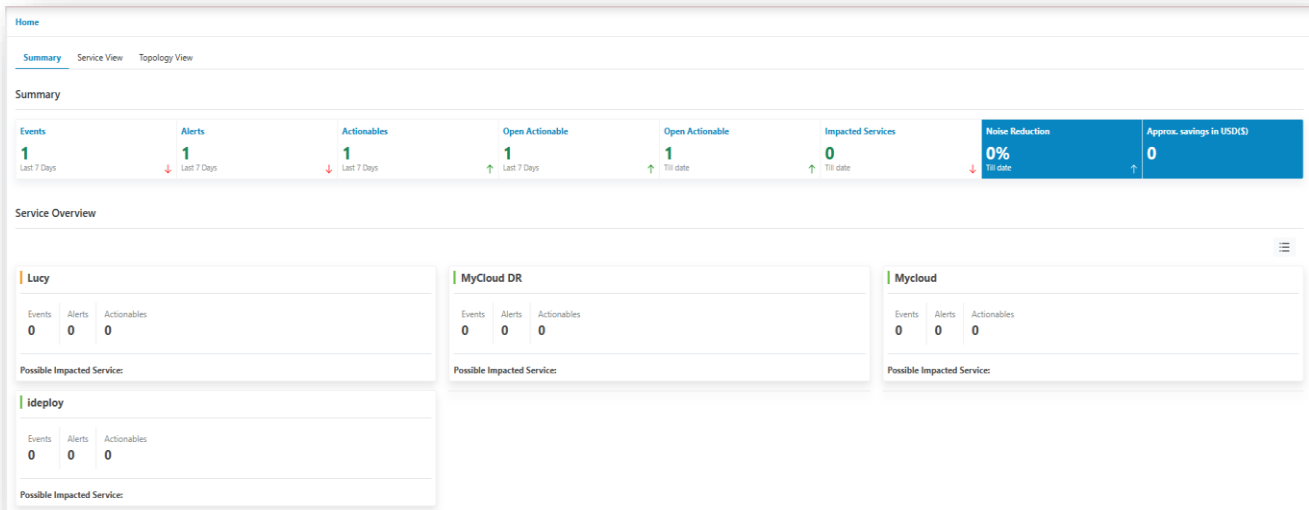 Home
Summary Service View Topology View
Summary
Events Alerts Actionables Open Actionable Open Actionable Impacted Services Noise Reduction Approx. savings in USD($)
1 1 1 1 1 0 0% 0
Last 7 Days Last 7 Days Last 7 Days Last 7 Days Till date Till date Till date
Service Overview
Lucy MyCloud DR Mycloud
Events Alerts Actionables Events Alerts Actionables Events Alerts Actionables
0 0 0 0 0 0 0 0 0
Possible Impacted Service: Possible Impacted Service: Possible Impacted Service:
ideploy
Events Alerts Actionables
0 0 0
Possible Impacted Service: